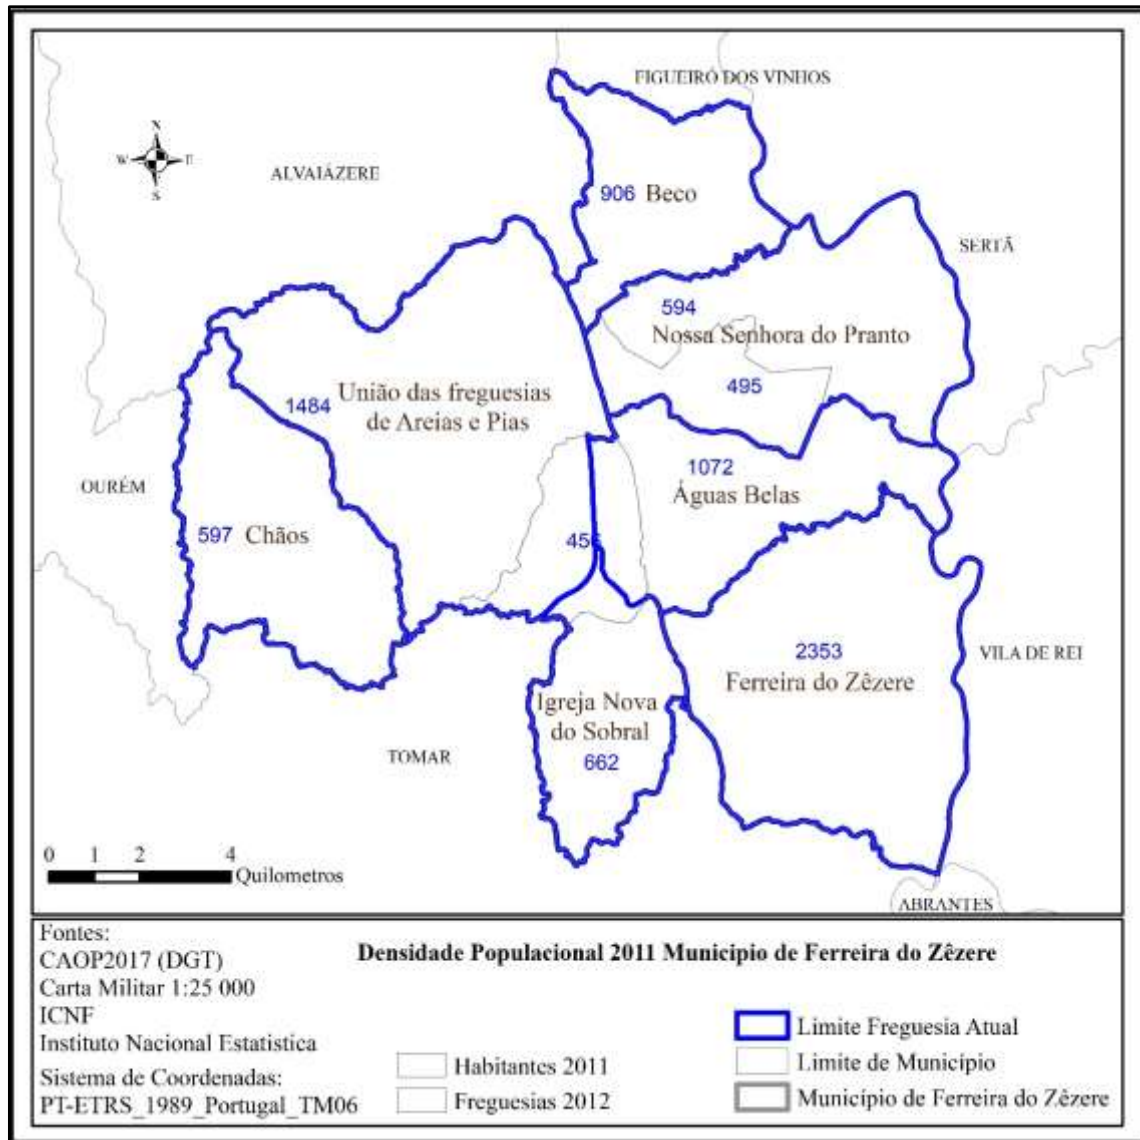 FIGUEIRÓ DOS VINHOS
N
W
E
S
ALVAIÁZERE
906 Beco
SERTÃ
594
Nossa Senhora do Pranto
495
União das freguesias
1484
de Areias e Pias
1072
Águas Belas
OURÉM
597 Chãos
456
2353
Ferreira do Zêzere
VILA DE REI
Igreja Nova
do Sobral
662
TOMAR
0 1 2 4
Quilometros
ABRANTES
Fontes:
CAOP2017 (DGT)
Carta Militar 1:25 000
ICNF
Instituto Nacional Estatistica
Sistema de Coordenadas:
PT-ETRS_1989_Portugal_TM06
Densidade Populacional 2011 Municipio de Ferreira do Zêzere
Habitantes 2011
Freguesias 2012
Limite Freguesia Atual
Limite de Município
Município de Ferreira do Zêzere